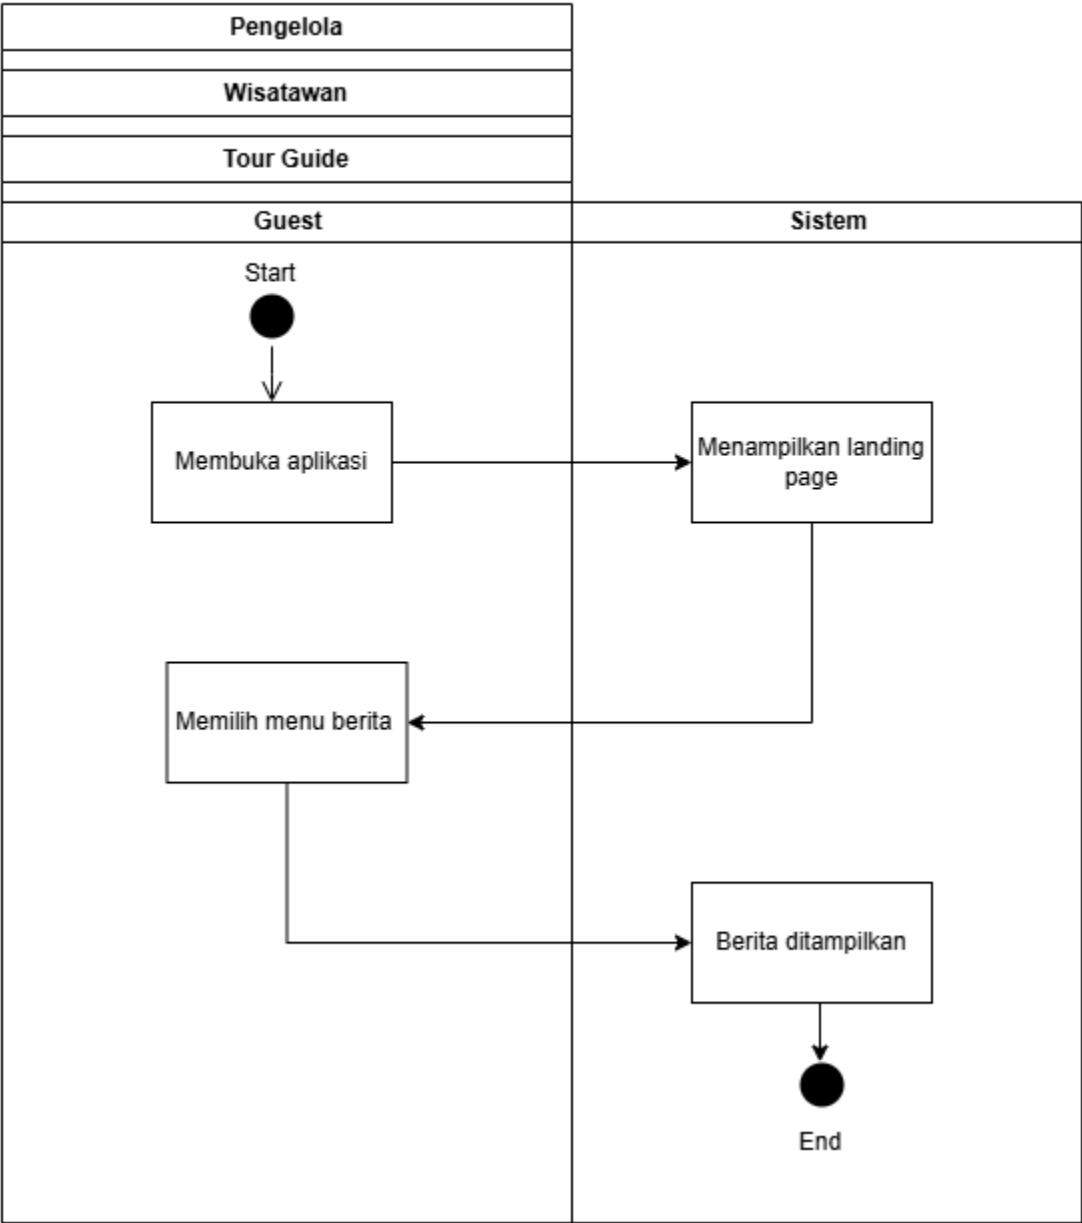 Pengelola
Wisatawan
Tour Guide
Guest
Sistem
Start
Membuka aplikasi
Menampilkan landing
page
Memilih menu berita
Berita ditampilkan
End